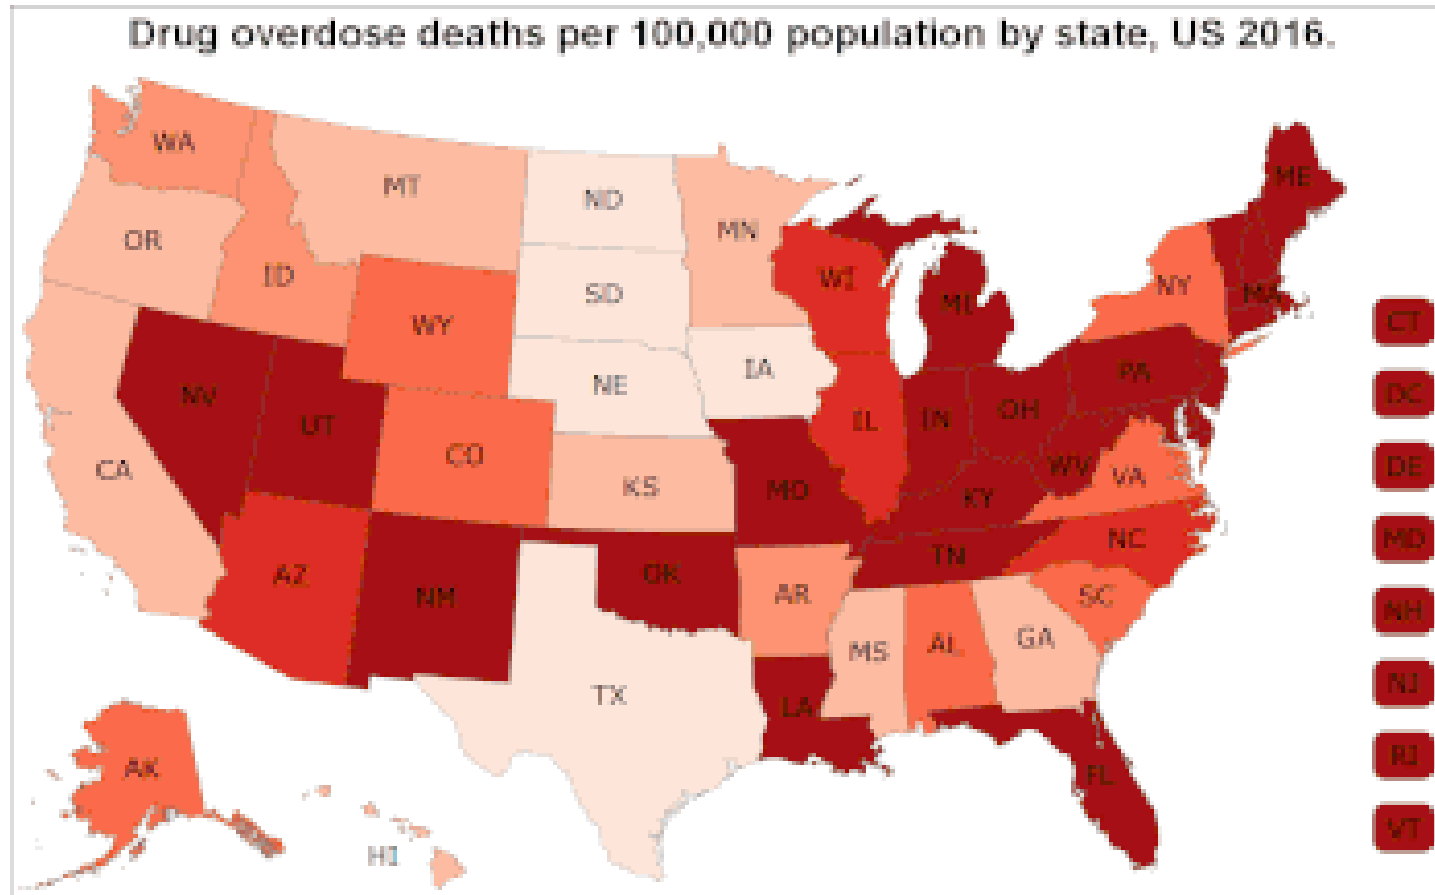 Drug overdose deaths per 100,000 population by state, US 2016.
WA
MT
ND
MN
ME
OR
ID
SD
WI
MI
NY
MA
WY
CT
NE
IA
PA
NV
UT
IL
IN
OH
DC
CO
CA
KS
MO
WV
VA
DE
KY
AZ
NM
OK
TN
NC
MD
AR
SC
MS
AL
GA
NH
TX
LA
NJ
AK
FL
RI
HI
VT